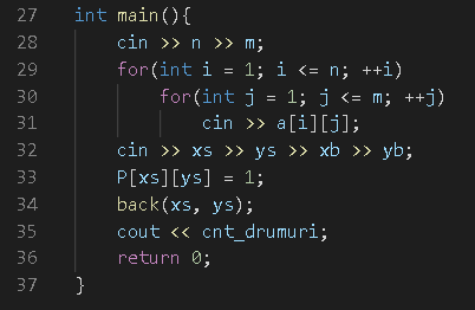 27 int main(){
28 cin >> n >> m;
29 for(int i = 1; i <= n; ++i)
30 for(int j = 1; j <= m; ++j)
31 cin >> a[i][j];
32 cin >> xs >> ys >> xb >> yb;
33 P[xs][ys] = 1;
34 back(xs, ys);
35 cout << cnt_drumuri;
36 return 0;
37 }